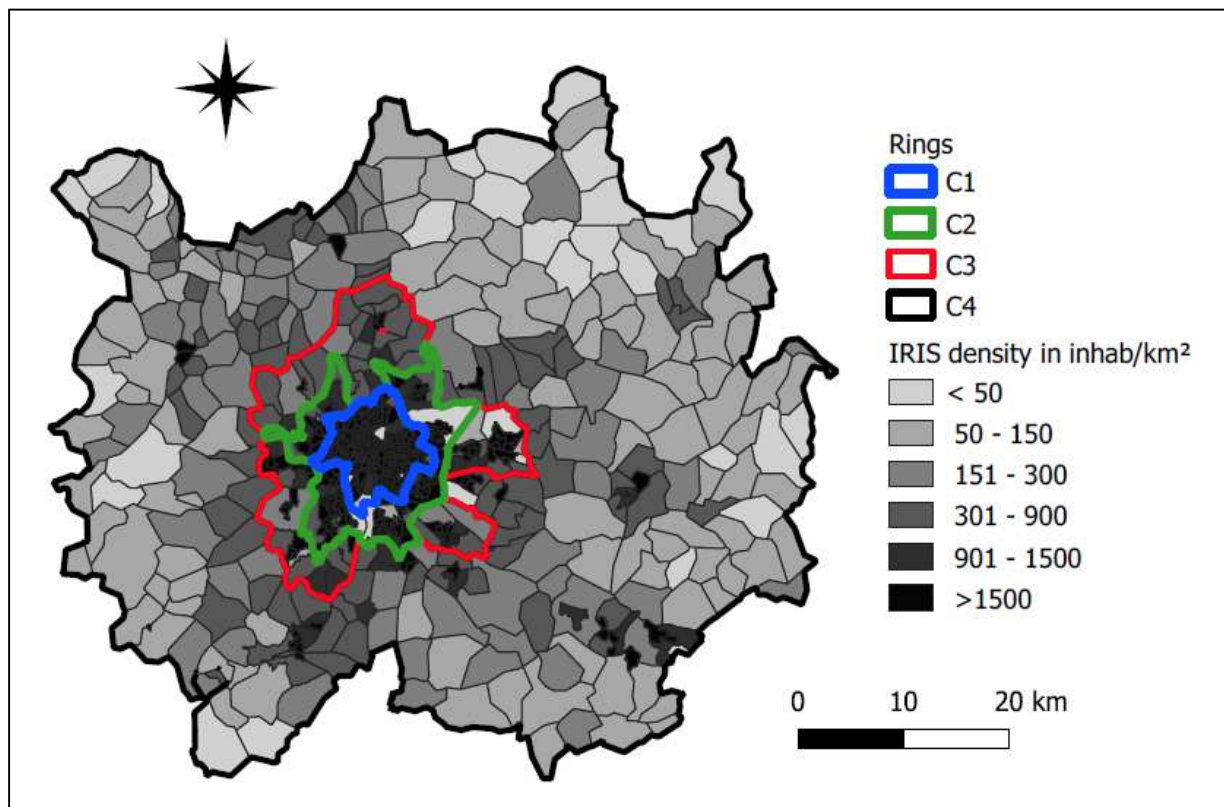 Rings
C1
C2
C3
C4
IRIS density in inhab/km²
< 50
50 - 150
151 - 300
301 - 900
901 - 1500
>1500
0 10 20 km